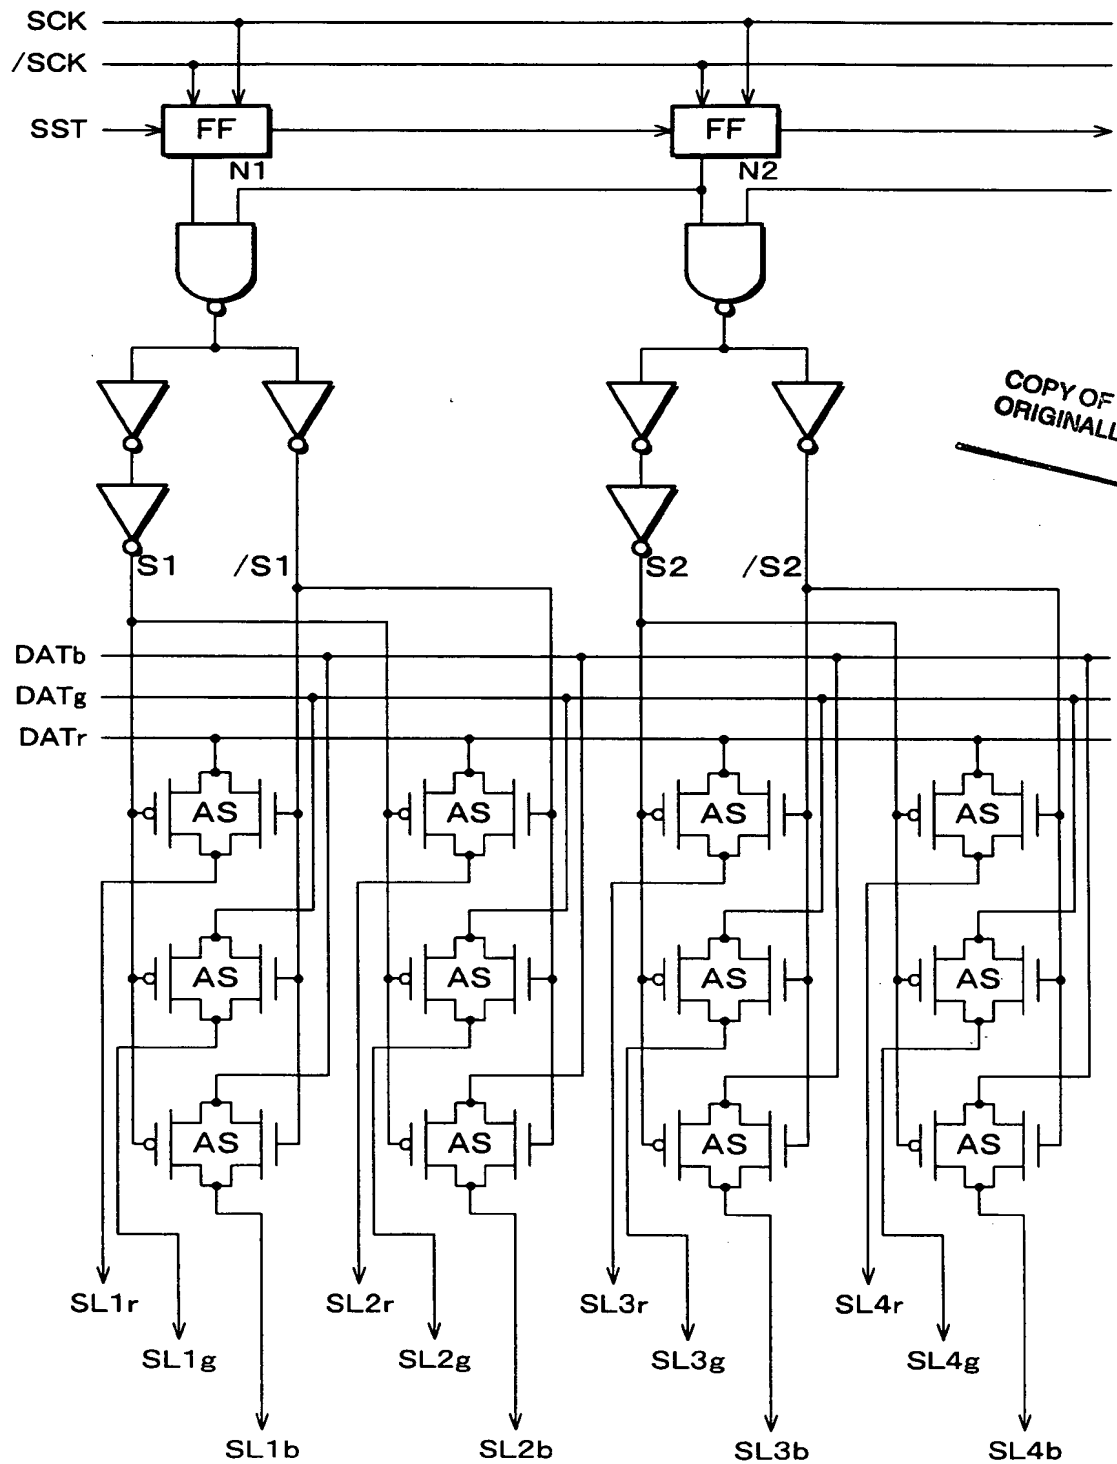 SCK
/SCK
SST
FF
FF
N1
N2
COPY OF
S1
/S1
S2
/S2
DATb
DATg
DATr
AS
AS
AS
AS
AS
AS
AS
AS
AS
AS
AS
AS
SL1r
SL2r
SL3r
SL4r
SL1g
SL2g
SL3g
SL4g
SL1b
SL2b
SL3b
SL4b